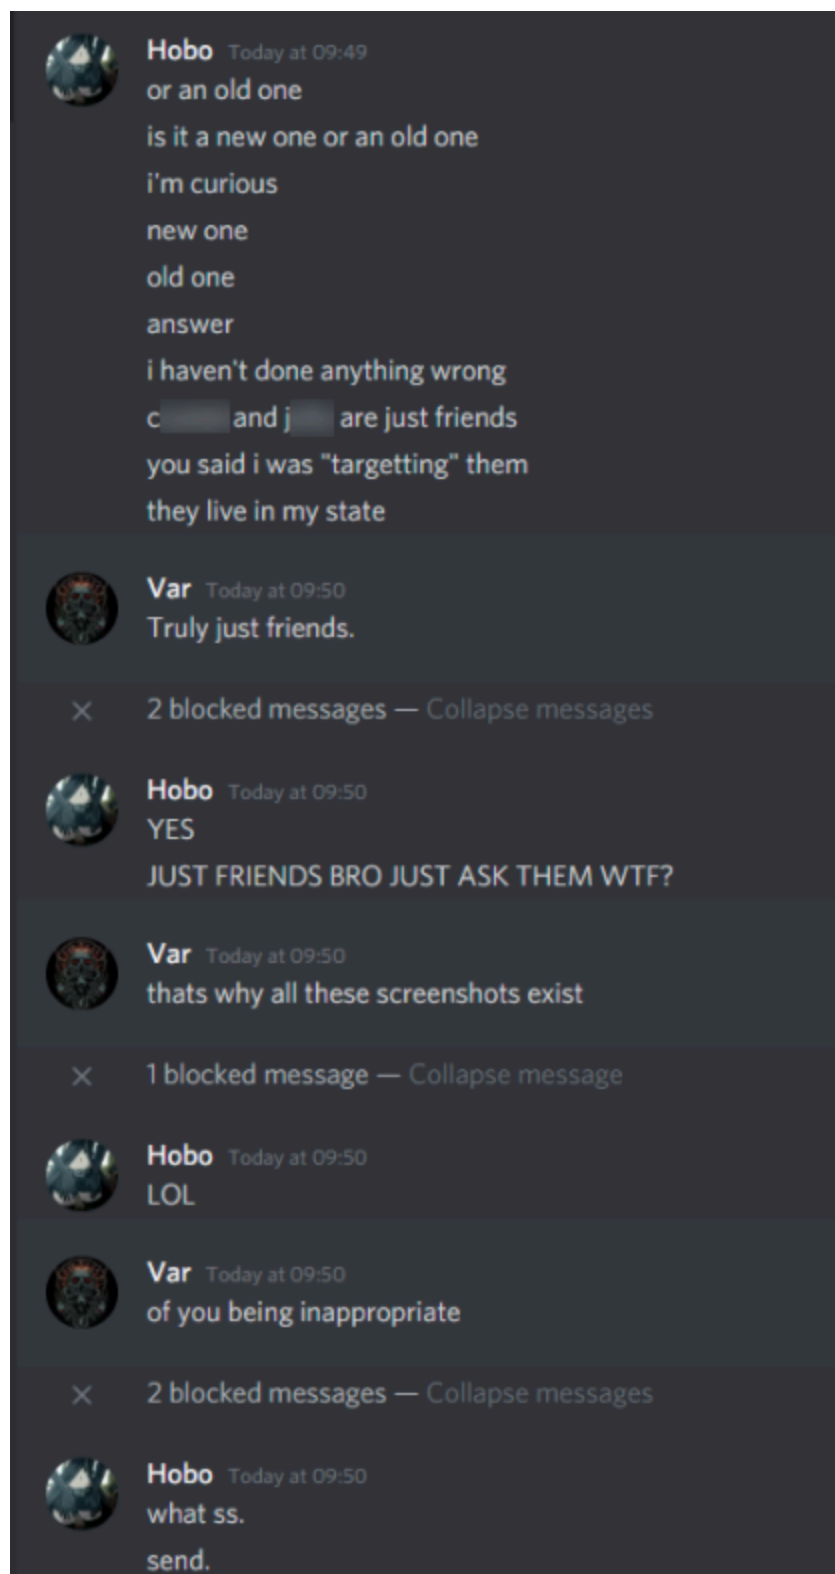 Hobo Today at 09:49
or an old one
is it a new one or an old one
i'm curious
new one
old one
answer
i haven't done anything wrong
c and j are just friends
you said i was "targetting" them
they live in my state
Var Today at 09:50
Truly just friends.
2 blocked messages — Collapse messages
Hobo Today at 09:50
YES
JUST FRIENDS BRO JUST ASK THEM WTF?
Var Today at 09:50
thats why all these screenshots exist
1 blocked message — Collapse message
Hobo Today at 09:50
LOL
Var Today at 09:50
of you being inappropriate
2 blocked messages — Collapse messages
Hobo Today at 09:50
what ss.
send.